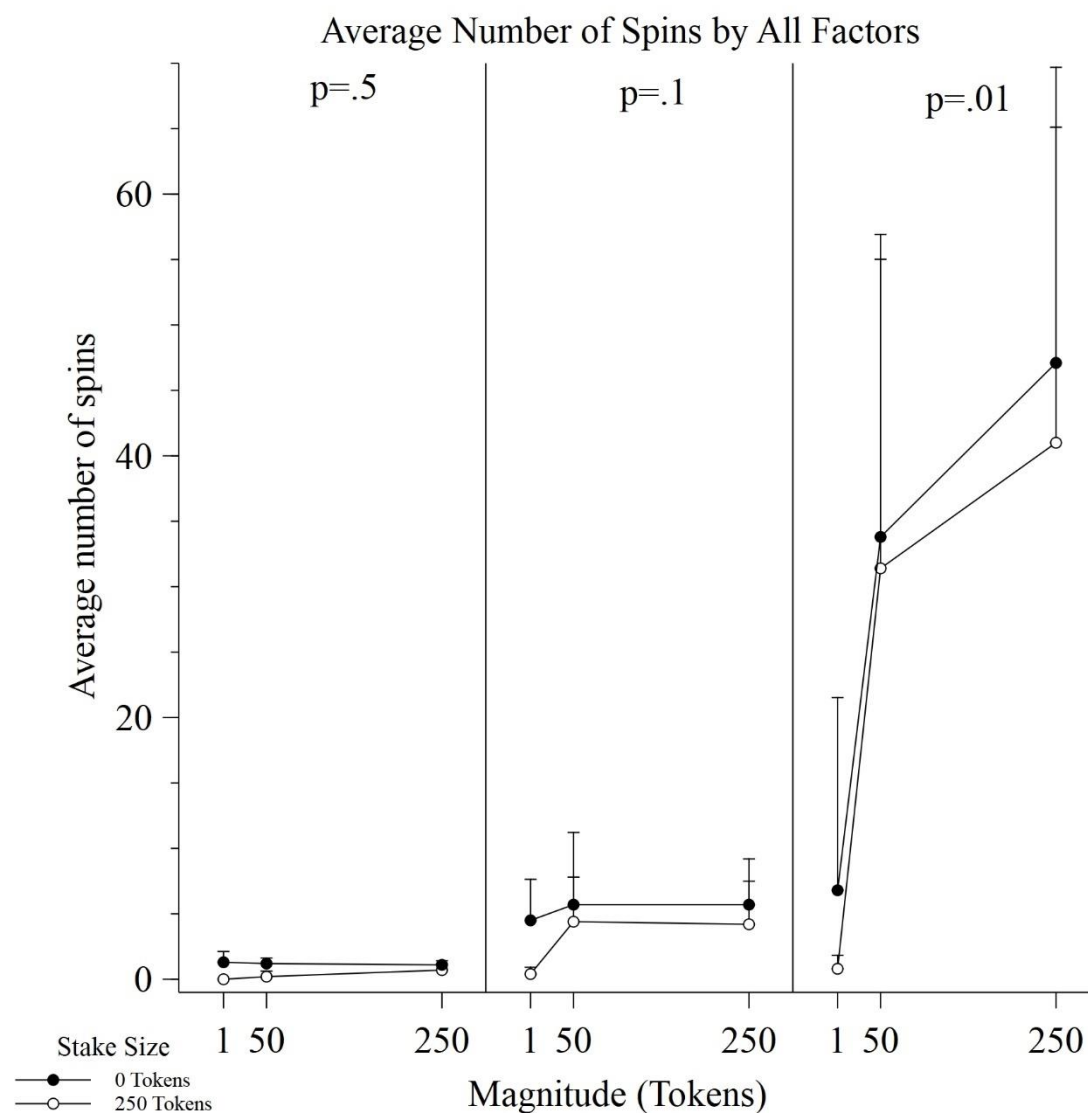 Average Number of Spins by All Factors
p=.5
p=.1
p=.01
60
40
20
0
Average number of spins
1 50 250 1 50 250 1 50 250
Magnitude (Tokens)
Stake Size
0 Tokens
250 Tokens